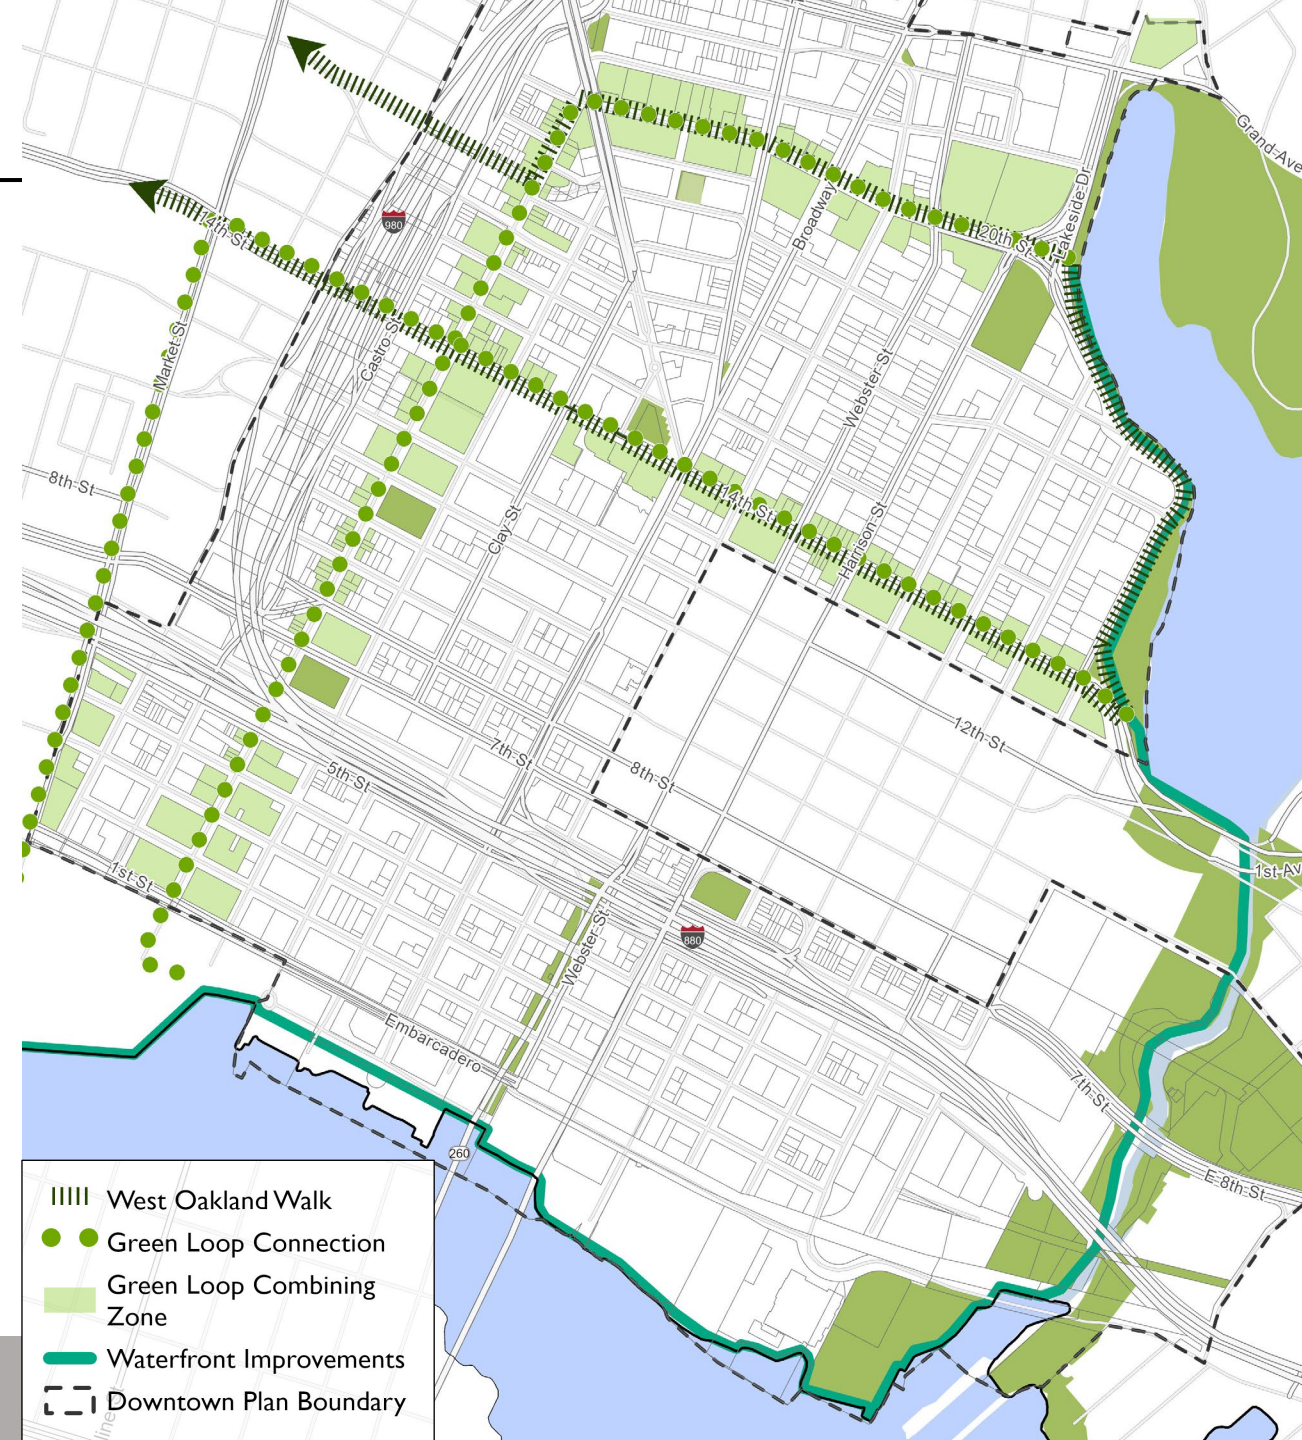 Grand Ave
Lakeside Dr
980
14th St
20th St
Broadway
Market St
Castro St
Webster St
8th St
14th St
Clay St
Harrison St
12th St
7th St
8th St
5th St
1st St
1st Av
Webster St
880
Embarcadero
7th St
260
E 8th St
West Oakland Walk
Green Loop Connection
Green Loop Combining
Zone
Waterfront Improvements
Downtown Plan Boundary